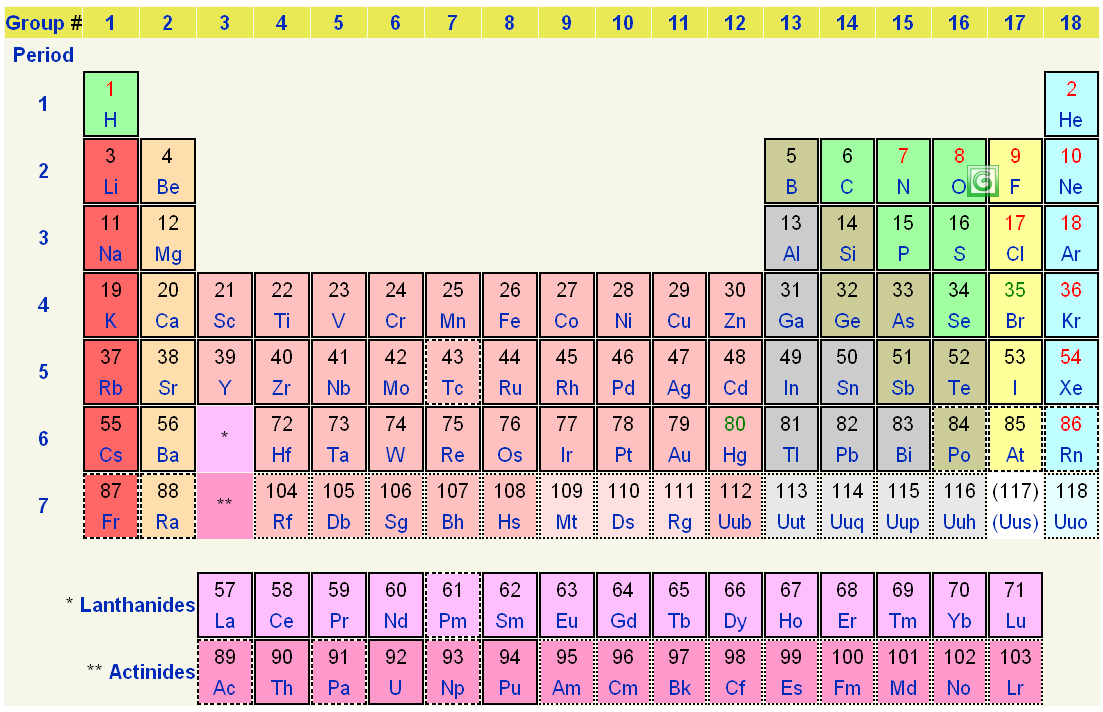 Group # 1 2 3 4 5 6 7 8 9 10 11 12 13 14 15 16 17 18
Period
1 2
1
H He
3 4 5 6 7 8 9 10
2
Li Be B C N O G F Ne
11 12 13 14 15 16 17 18
3
Na Mg Al Si P S Cl Ar
19 20 21 22 23 24 25 26 27 28 29 30 31 32 33 34 35 36
4
K Ca Sc Ti V Cr Mn Fe Co Ni Cu Zn Ga Ge As Se Br Kr
37 38 39 40 41 42 43 44 45 46 47 48 49 50 51 52 53 54
5
Rb Sr Y Zr Nb Mo Tc Ru Rh Pd Ag Cd In Sn Sb Te I Xe
55 56 72 73 74 75 76 77 78 79 80 81 82 83 84 85 86
6 *
Cs Ba Hf Ta W Re Os Ir Pt Au Hg Tl Pb Bi Po At Rn
87 88 104 105 106 107 108 109 110 111 112 113 114 115 116 (117) 118
7 **
Fr Ra Rf Db Sg Bh Hs Mt Ds Rg Uub Uut Uuq Uup Uuh (Uus) Uuo
57 58 59 60 61 62 63 64 65 66 67 68 69 70 71
* Lanthanides
La Ce Pr Nd Pm Sm Eu Gd Tb Dy Ho Er Tm Yb Lu
89 90 91 92 93 94 95 96 97 98 99 100 101 102 103
** Actinides
Ac Th Pa U Np Pu Am Cm Bk Cf Es Fm Md No Lr